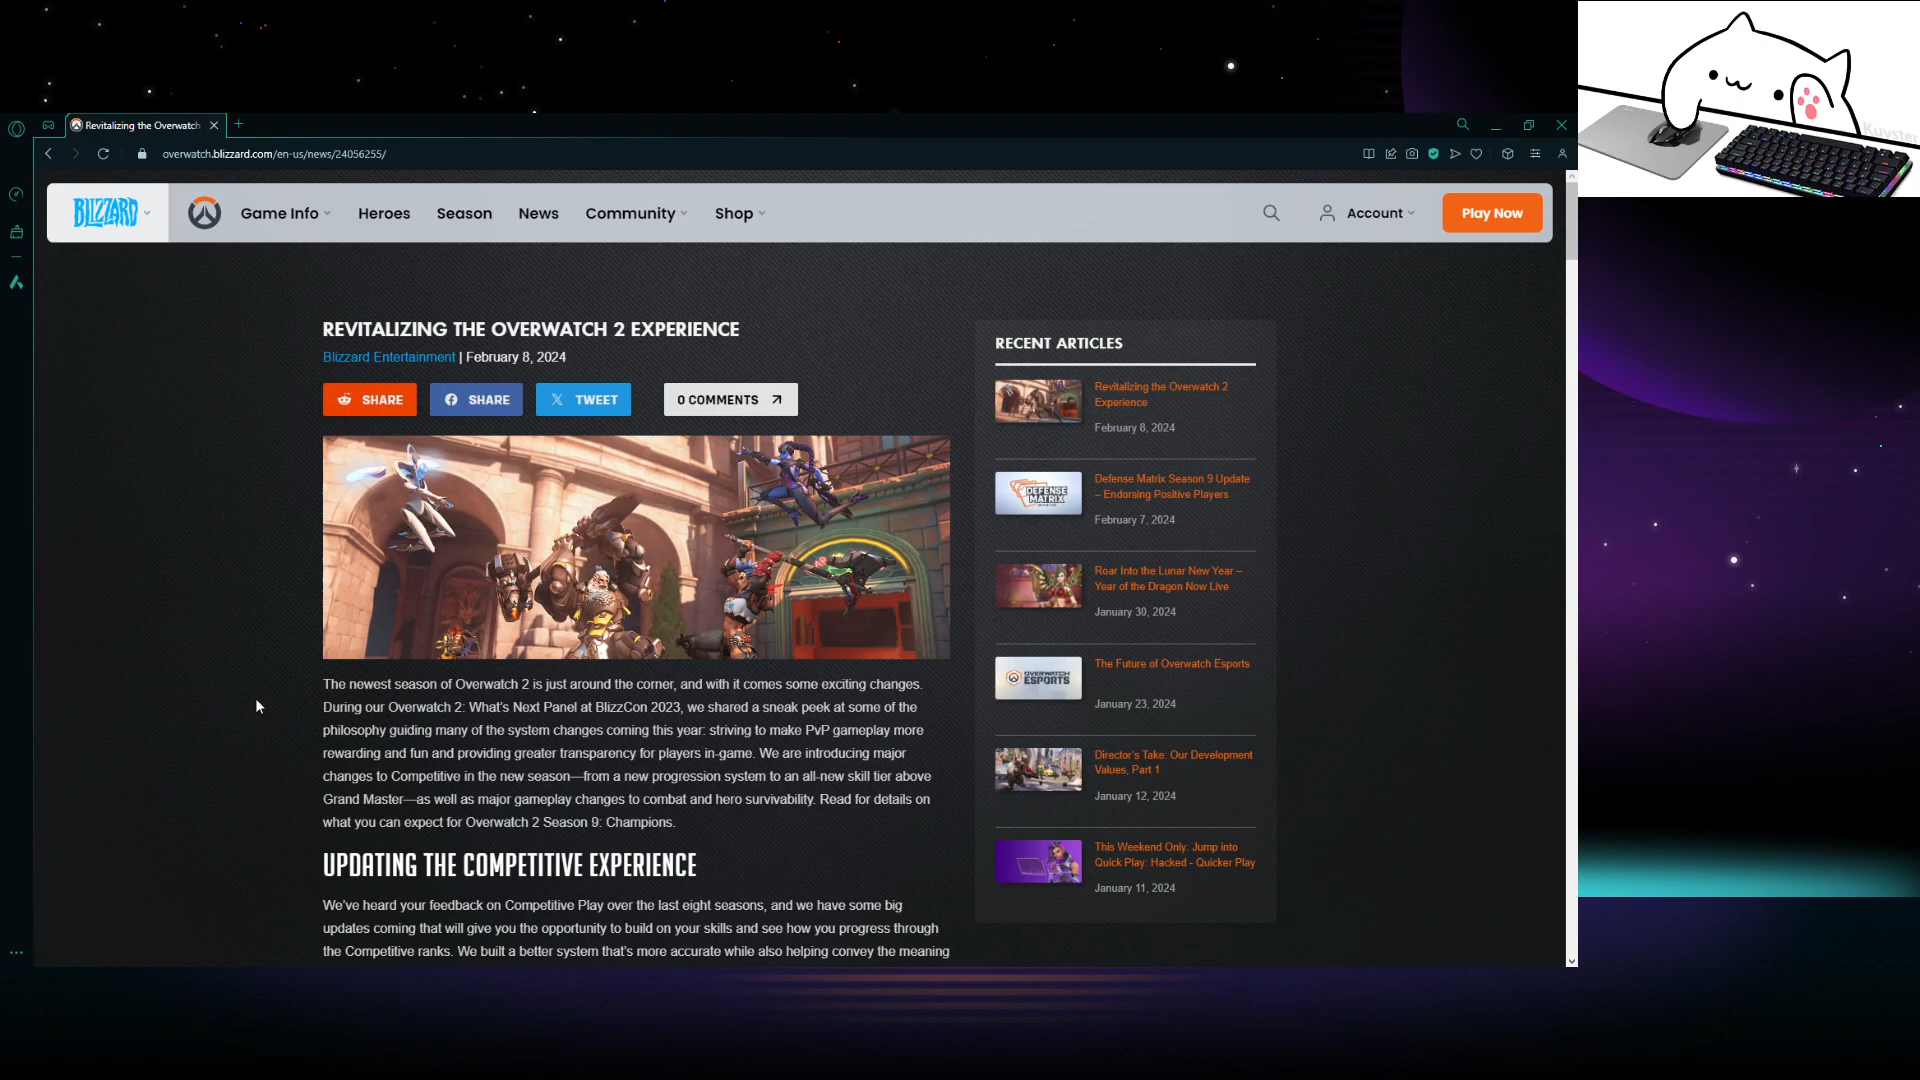 Revitalizing the Overwatch
overwatch.blizzard.com/en-us/news/24056255/
BLIZZARD
Game Info
Heroes
Season
News
Community
Shop
Account
Play Now
REVITALIZING THE OVERWATCH 2 EXPERIENCE
Blizzard Entertainment | February 8, 2024
SHARE
SHARE
TWEET
0 COMMENTS
The newest season of Overwatch 2 is just around the corner, and with it comes some exciting changes.
During our Overwatch 2: What's Next Panel at BlizzCon 2023, we shared a sneak peek at some of the
philosophy guiding many of the system changes coming this year: striving to make PvP gameplay more
rewarding and fun and providing greater transparency for players in-game. We are introducing major
changes to Competitive in the new season—from a new progression system to an all-new skill tier above
Grand Master—as well as major gameplay changes to combat and hero survivability. Read for details on
what you can expect for Overwatch 2 Season 9: Champions.
UPDATING THE COMPETITIVE EXPERIENCE
We've heard your feedback on Competitive Play over the last eight seasons, and we have some big
updates coming that will give you the opportunity to build on your skills and see how you progress through
the Competitive ranks. We built a better system that's more accurate while also helping convey the meaning
RECENT ARTICLES
Revitalizing the Overwatch 2
Experience
February 8, 2024
DEFENSE
MATRIX
Defense Matrix Season 9 Update
– Endorsing Positive Players
February 7, 2024
Roar Into the Lunar New Year –
Year of the Dragon Now Live
January 30, 2024
OVERWATCH
ESPORTS
The Future of Overwatch Esports
January 23, 2024
Director's Take: Our Development
Values, Part 1
January 12, 2024
This Weekend Only: Jump into
Quick Play: Hacked - Quicker Play
January 11, 2024
Kuvster